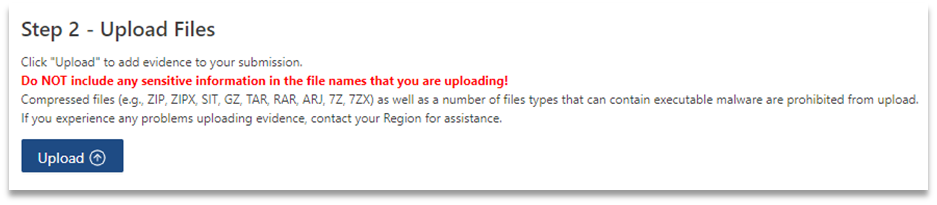 Step 2 - Upload Files
Click "Upload" to add evidence to your submission.
Do NOT include any sensitive information in the file names that you are uploading!
Compressed files (e.g., ZIP, ZIPX, SIT, GZ, TAR, RAR, ARJ, 7Z, 7ZX) as well as a number of files types that can contain executable malware are prohibited from upload.
If you experience any problems uploading evidence, contact your Region for assistance.
Upload